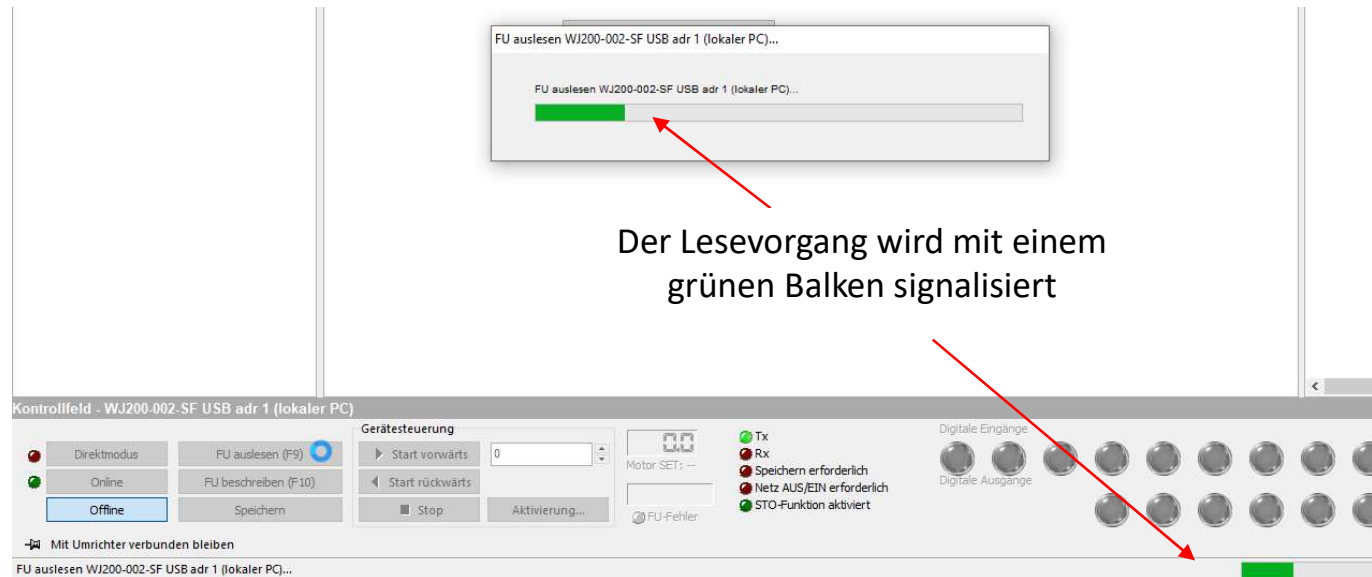 FU auslesen WJ200-002-SF USB adr 1 (lokaler PC)...
FU auslesen WJ200-002-SF USB adr 1 (lokaler PC)...
Der Lesevorgang wird mit einem
grünen Balken signalisiert
Kontrollfeld - WJ200-002-SF USB adr 1 (lokaler PC)
Direktmodus
FU auslesen (F9)
Online
FU beschreiben (F10)
Offline
Speichern
Mit Umrichter verbunden bleiben
Gerätesteuerung
Start vorwärts
0
Start rückwärts
Stop
Aktivierung...
0.0
Motor SET: --
FU-Fehler
Tx
Rx
Speichern erforderlich
Netz AUS/EIN erforderlich
STO-Funktion aktiviert
Digitale Eingänge
Digitale Ausgänge
FU auslesen WJ200-002-SF USB adr 1 (lokaler PC)...